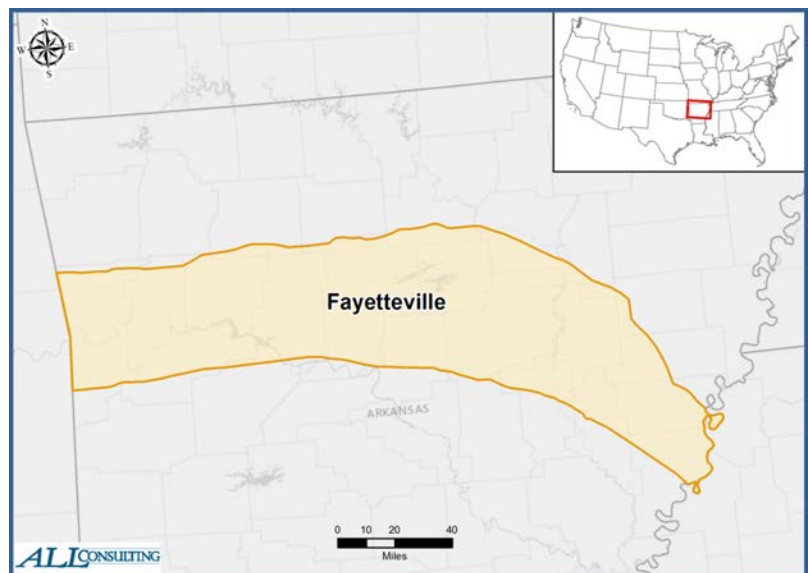 N
W E
S
Fayetteville
ARKANSAS
0 10 20 40
Miles
ALL CONSULTING